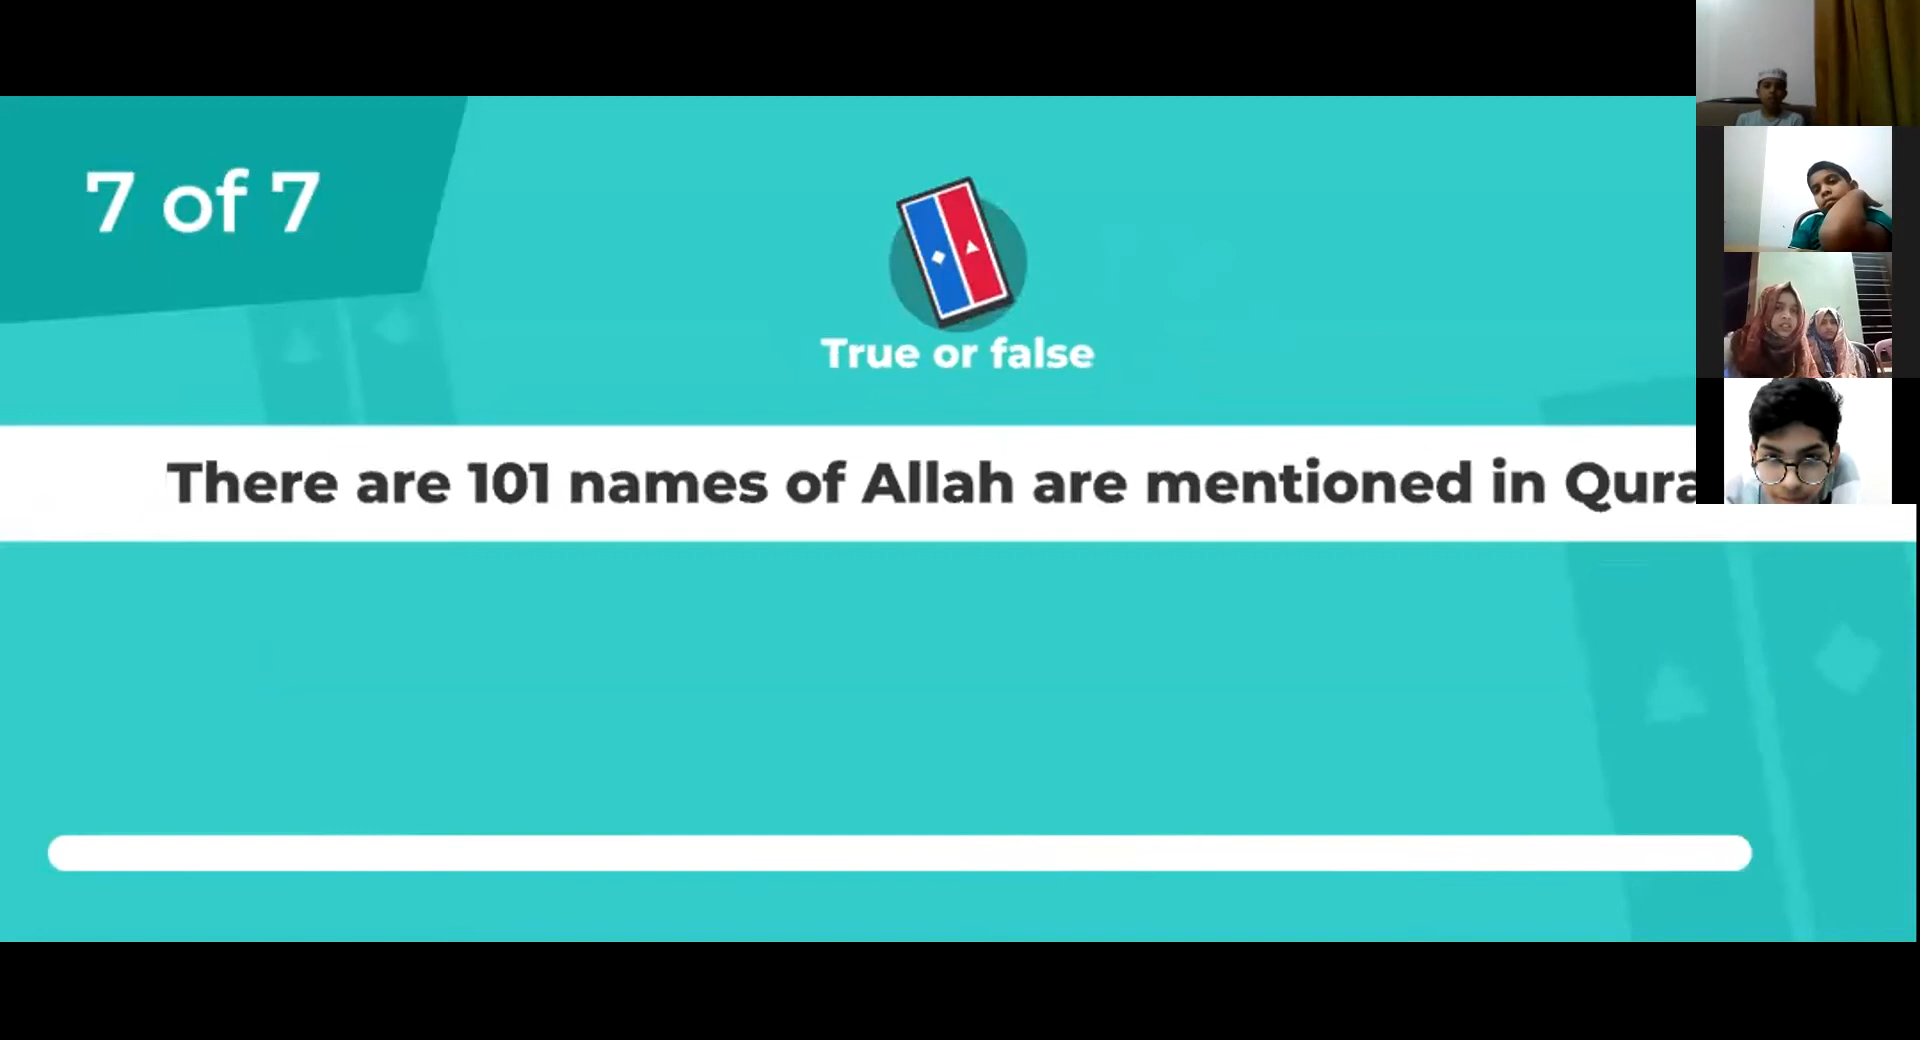 7 of 7
True or false
There are 101 names of Allah are mentioned in Qura